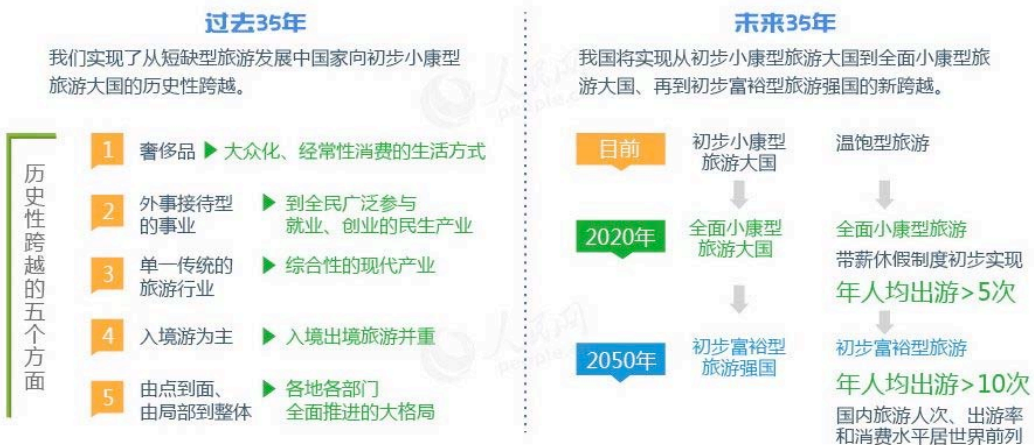 过去35年
我们实现了从短缺型旅游发展中国家向初步小康型
旅游大国的历史性跨越。
历史性跨越的五个方面
1 奢侈品 ▶ 大众化、经常性消费的生活方式
2 外事接待型 ▶ 到全民广泛参与
的事业 就业、创业的民生产业
3 单一传统的 ▶ 综合性的现代产业
旅游行业
4 入境游为主 ▶ 入境出境旅游并重
5 由点到面、 ▶ 各地各部门
由局部到整体 全面推进的大格局
未来35年
我国将实现从初步小康型旅游大国到全面小康型旅
游大国、再到初步富裕型旅游强国的新跨越。
目前 初步小康型 温饱型旅游
旅游大国
2020年 全面小康型 全面小康型旅游
旅游大国 带薪休假制度初步实现
年人均出游>5次
2050年 初步富裕型 初步富裕型旅游
旅游强国 年人均出游>10次
国内旅游人次、出游率
和消费水平居世界前列
人民网
people.cn
人民网
people.cn